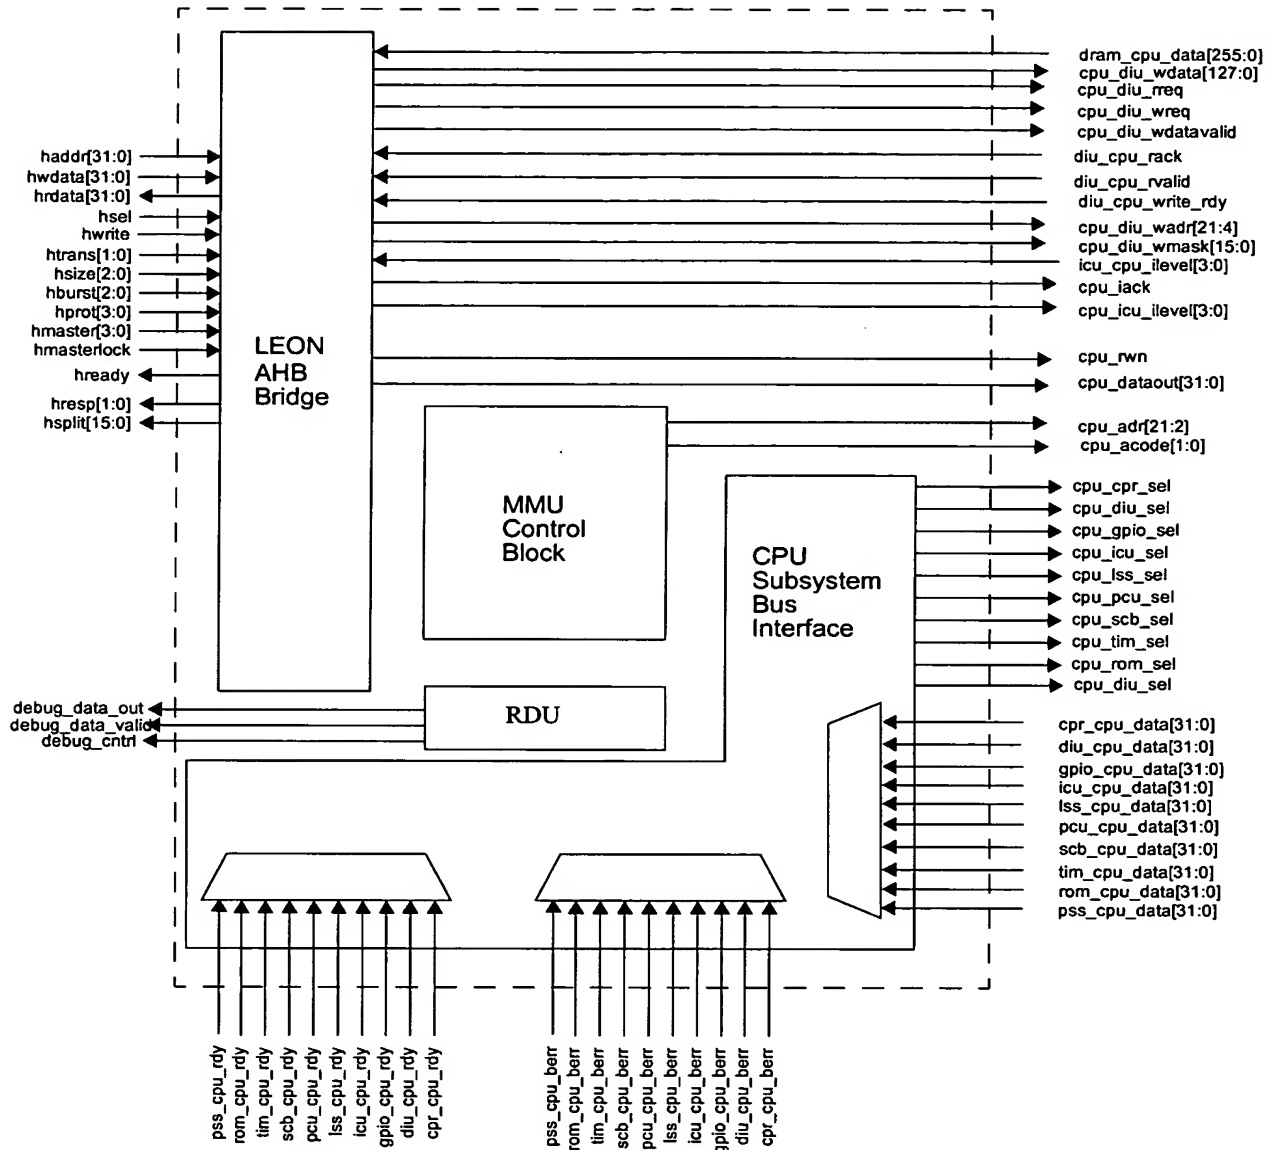 dram_cpu_data[255:0]
cpu_diu_wdata[127:0]
cpu_diu_rreq
cpu_diu_wreq
cpu_diu_wdatavalid
diu_cpu_rack
diu_cpu_rvalid
diu_cpu_write_rdy
cpu_diu_wadr[21:4]
cpu_diu_wmask[15:0]
icu_cpu_ilevel[3:0]
cpu_iack
cpu_icu_ilevel[3:0]
cpu_rwn
cpu_dataout[31:0]
cpu_adr[21:2]
cpu_acode[1:0]
haddr[31:0]
hwdata[31:0]
hrdata[31:0]
hsel
hwrite
htrans[1:0]
hsize[2:0]
hburst[2:0]
hprot[3:0]
hmaster[3:0]
hmasterlock
hready
hresp[1:0]
hsplit[15:0]
LEON
AHB
Bridge
MMU
Control
Block
CPU
Subsystem
Bus
Interface
cpu_cpr_sel
cpu_diu_sel
cpu_gpio_sel
cpu_icu_sel
cpu_lss_sel
cpu_pcu_sel
cpu_scb_sel
cpu_tim_sel
cpu_rom_sel
cpu_diu_sel
debug_data_out
debug_data_valid
debug_cntrl
RDU
cpr_cpu_data[31:0]
diu_cpu_data[31:0]
gpio_cpu_data[31:0]
icu_cpu_data[31:0]
lss_cpu_data[31:0]
pcu_cpu_data[31:0]
scb_cpu_data[31:0]
tim_cpu_data[31:0]
rom_cpu_data[31:0]
pss_cpu_data[31:0]
pss_cpu_rdy
rom_cpu_rdy
tim_cpu_rdy
scb_cpu_rdy
pcu_cpu_rdy
lss_cpu_rdy
icu_cpu_rdy
gpio_cpu_rdy
diu_cpu_rdy
cpr_cpu_rdy
pss_cpu_berr
rom_cpu_berr
tim_cpu_berr
scb_cpu_berr
pcu_cpu_berr
lss_cpu_berr
icu_cpu_berr
gpio_cpu_berr
diu_cpu_berr
cpr_cpu_berr